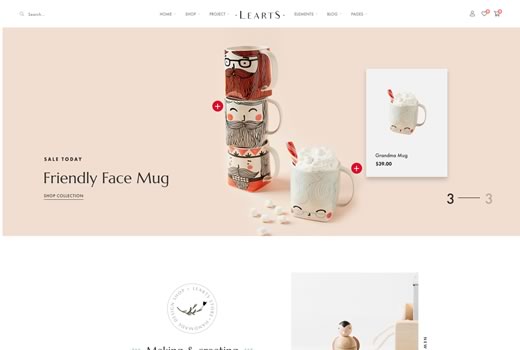 Search...
HOME
SHOP
PROJECT
LEARTS
ELEMENTS
BLOG
PAGES
SALE TODAY
Friendly Face Mug
SHOP COLLECTION
Grandma Mug
$39.00
3
3
Making & creating